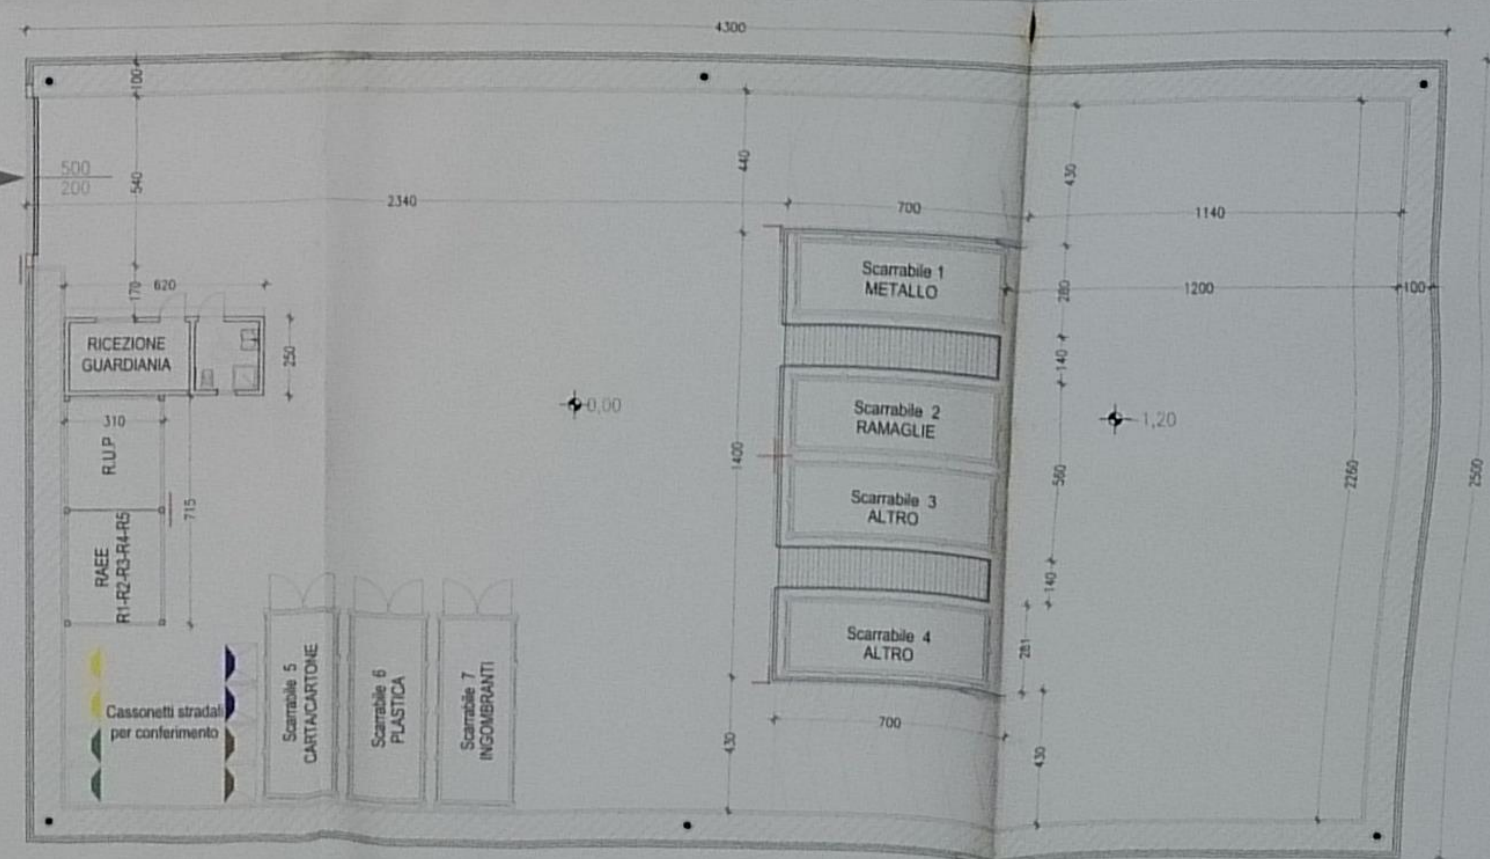 4300
100
500
200
540
2340
440
700
430
1140
170
620
Scarrabile 1
METALLO
280
1200
100
RICEZIONE
GUARDIANIA
250
140
310
R.U.P
0,00
Scarrabile 2
RAMAGLIE
1,20
1400
560
2260
2500
715
RAEE
R1-R2-R3-R4-R5
Scarrabile 3
ALTRO
140
Scarrabile 4
ALTRO
281
Cassonetti stradali
per conferimento
Scarrabile 5
CARTA/CARTONE
Scarrabile 6
PLASTICA
Scarrabile 7
INGOMBRANTI
700
430
430